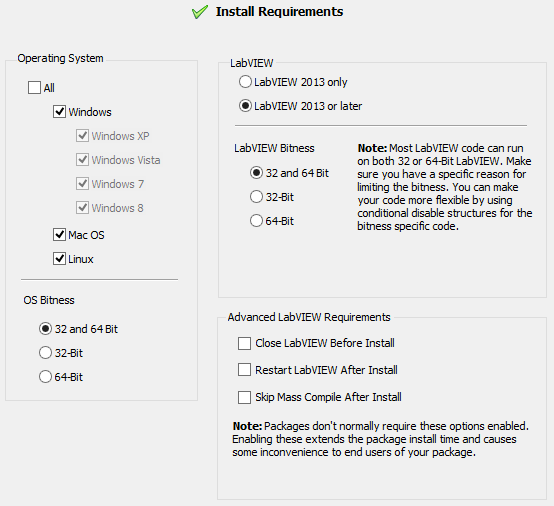 Install Requirements
Operating System
All
Windows
Windows XP
Windows Vista
Windows 7
Windows 8
Mac OS
Linux
OS Bitness
32 and 64 Bit
32-Bit
64-Bit
LabVIEW
LabVIEW 2013 only
LabVIEW 2013 or later
LabVIEW Bitness
32 and 64 Bit
32-Bit
64-Bit
Note: Most LabVIEW code can run
on both 32 or 64-Bit LabVIEW. Make
sure you have a specific reason for
limiting the bitness. You can make
your code more flexible by using
conditional disable structures for the
bitness specific code.
Advanced LabVIEW Requirements
Close LabVIEW Before Install
Restart LabVIEW After Install
Skip Mass Compile After Install
Note: Packages don't normally require these options enabled.
Enabling these extends the package install time and causes
some inconvenience to end users of your package.